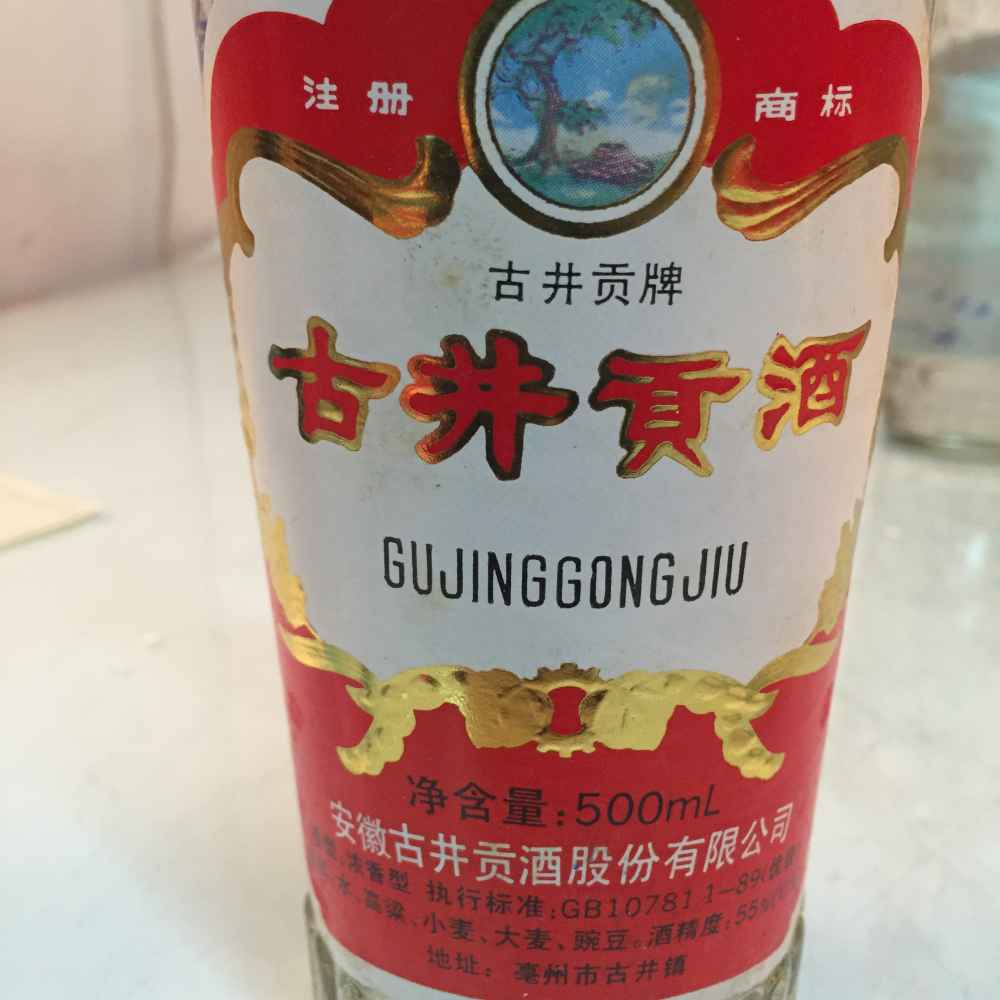 注册 商标
古井贡牌
古井贡酒
GUJINGGONGJIU
净含量:500mL
安徽古井贡酒股份有限公司
浓香型 执行标准:GB10781.1-89(优级
水、高粱、小麦、大麦、豌豆。酒精度:55%
地址: 亳州市古井镇